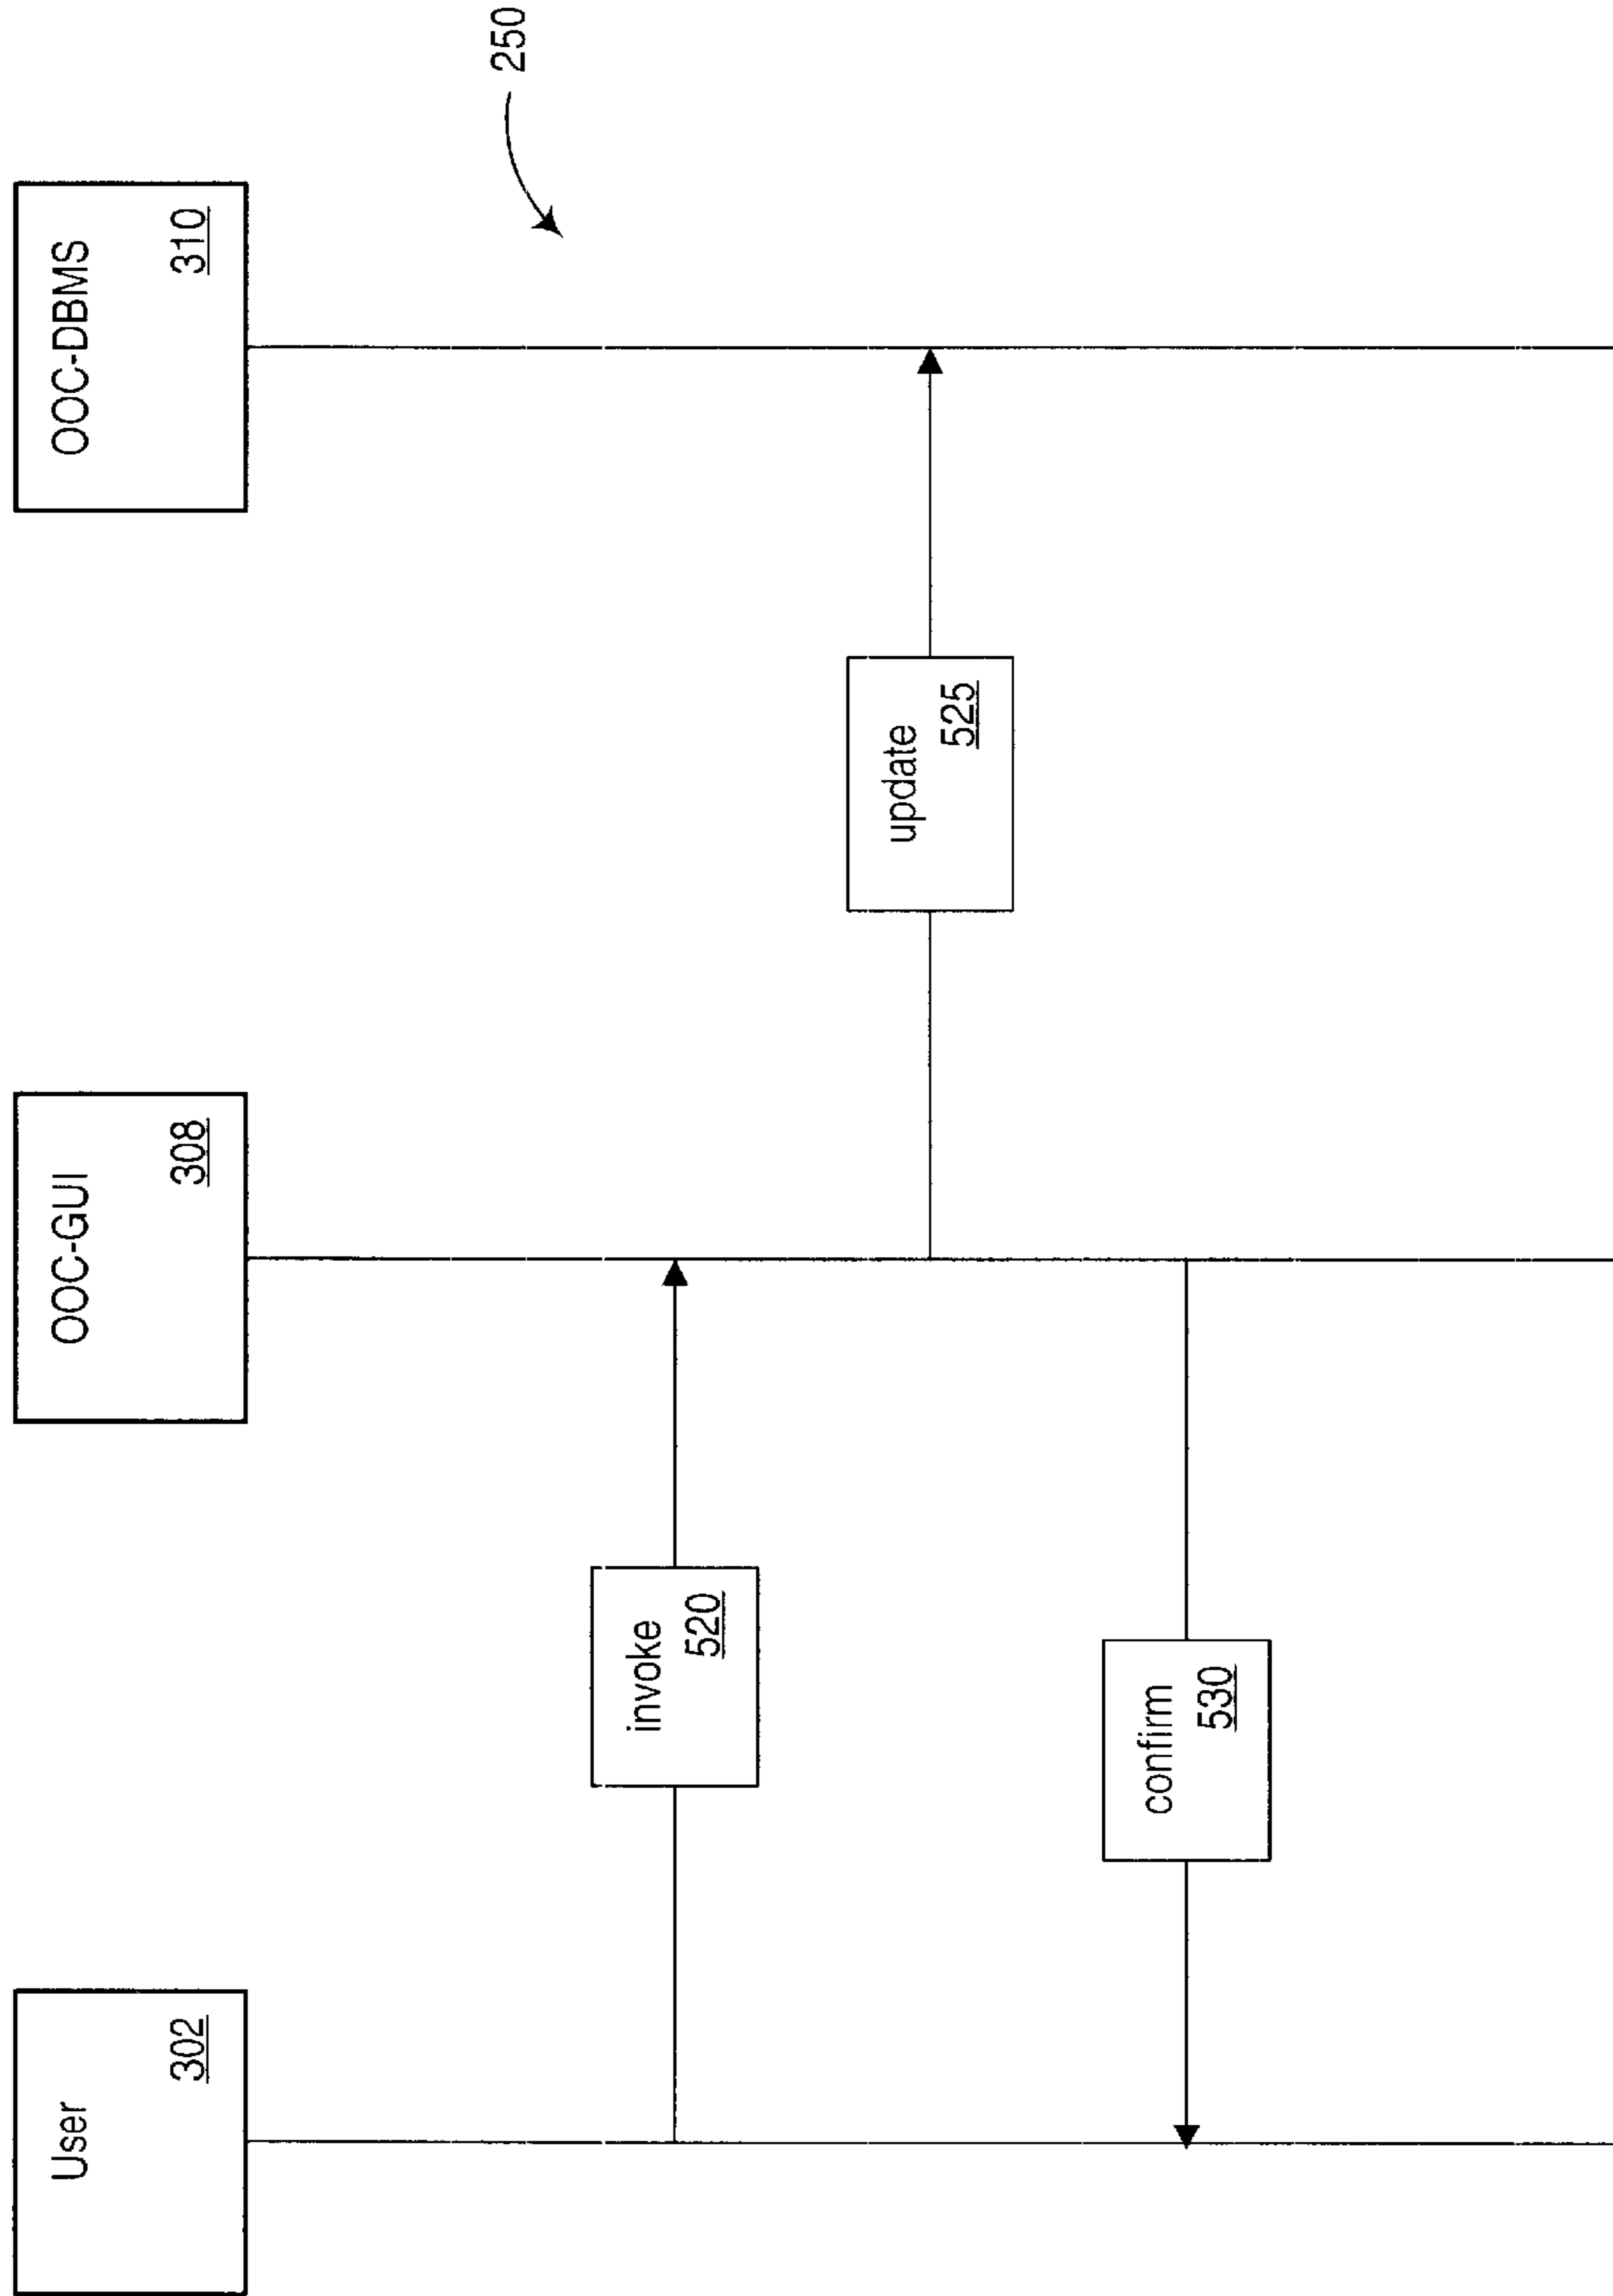 User
302
OOC-GUI
308
OOC-DBMS
310
250
invoke
520
update
525
confirm
530